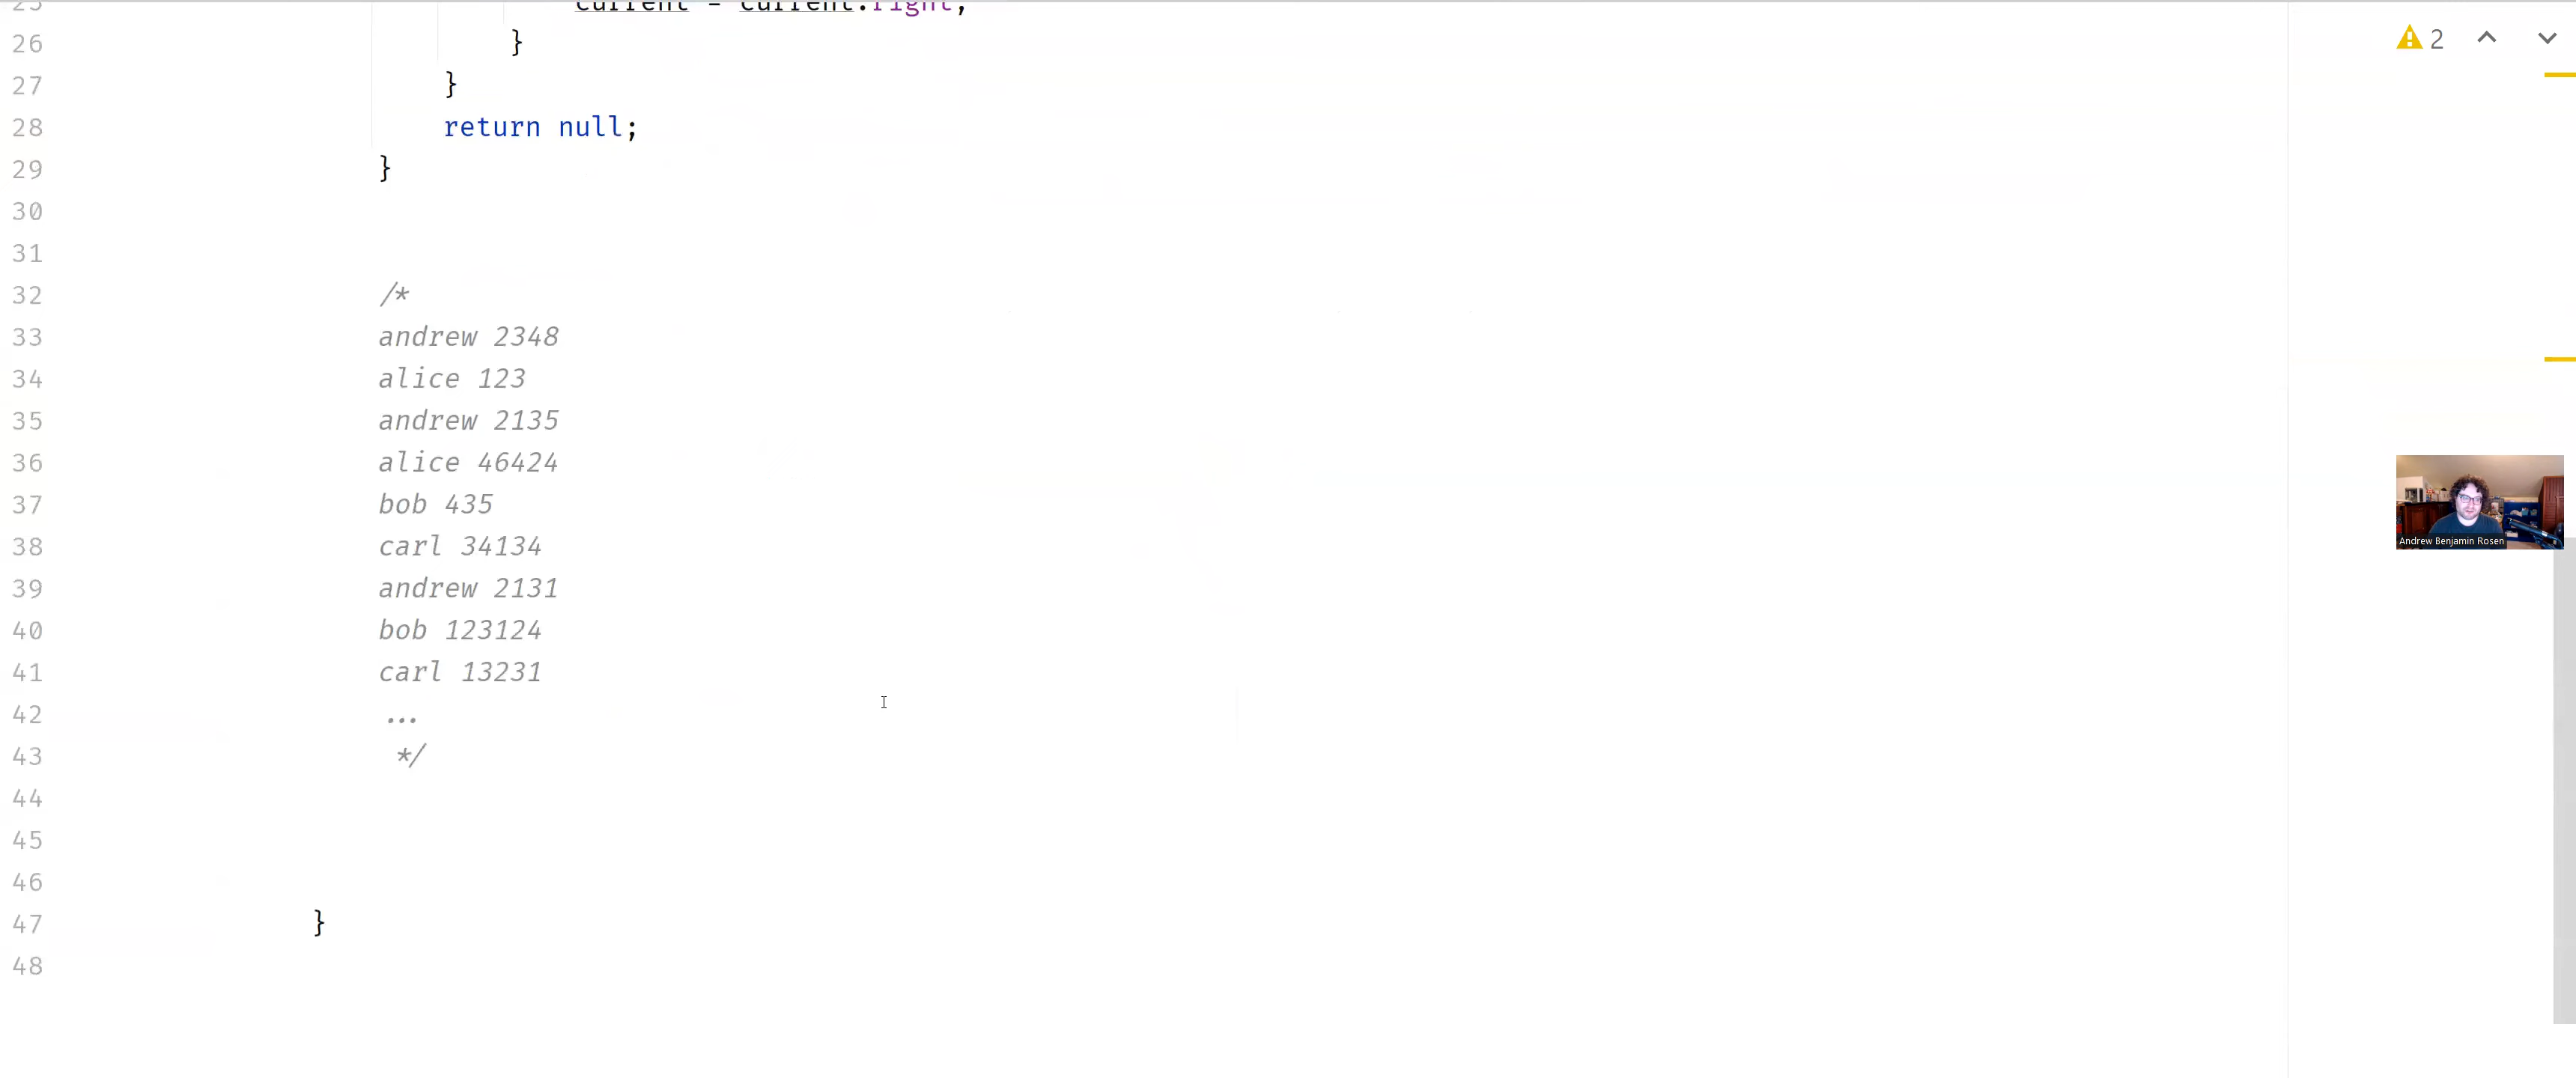 25 current = current.right;
26 }
27 }
28 return null;
29 }
30
31
32 /*
33 andrew 2348
34 alice 123
35 andrew 2135
36 alice 46424
37 bob 435
38 carl 34134
39 andrew 2131
40 bob 123124
41 carl 13231
42 ...
43 */
44
45
46
47 }
48
2
Andrew Benjamin Rosen